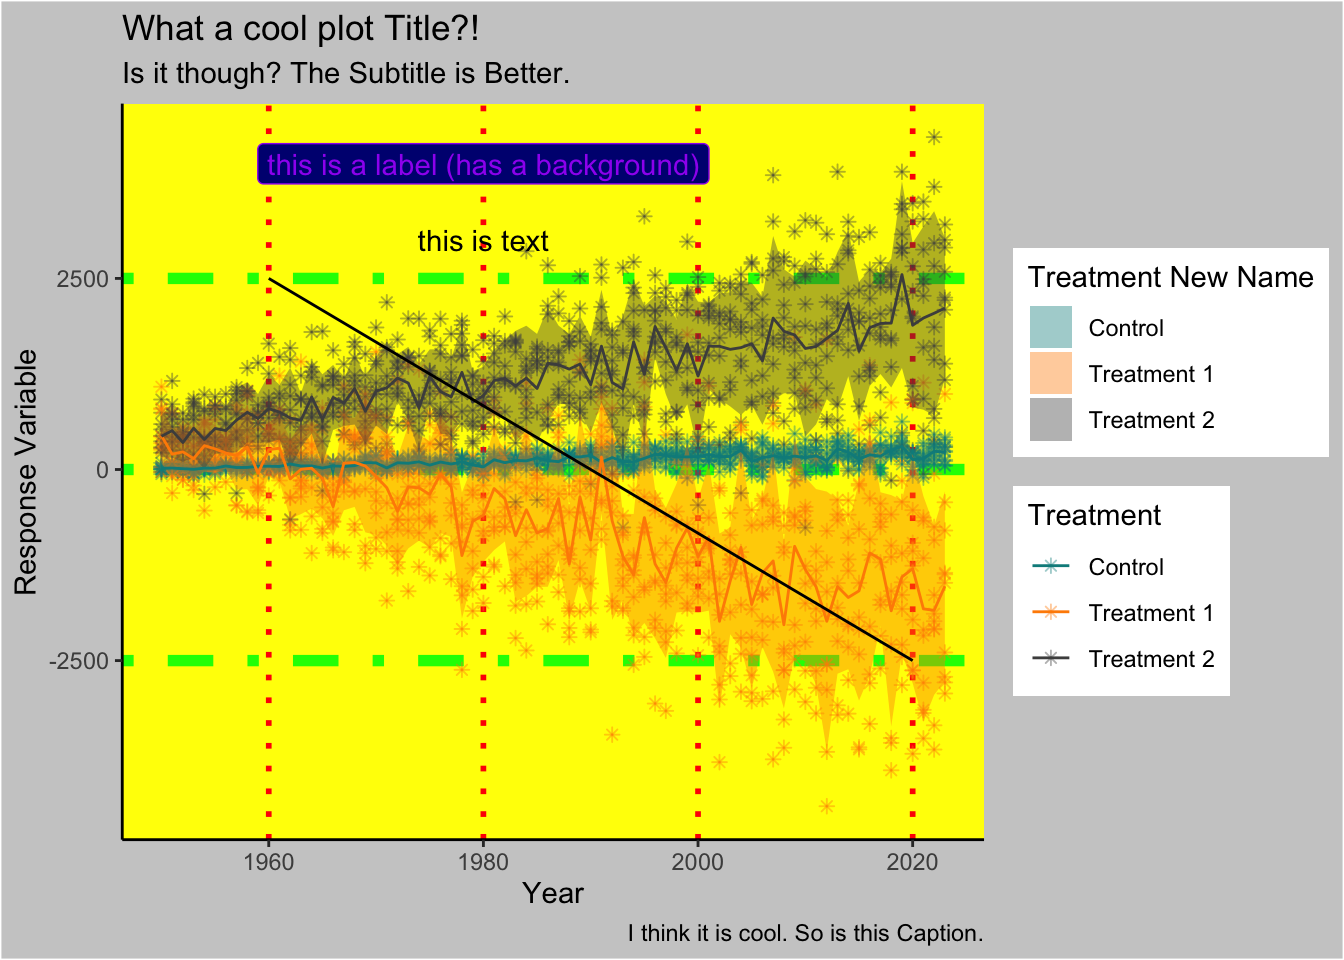 What a cool plot Title?!
Is it though? The Subtitle is Better.
this is a label (has a background)
this is text
2500
0
-2500
Response Variable
1960 1980 2000 2020
Year
I think it is cool. So is this Caption.
Treatment New Name
Control
Treatment 1
Treatment 2
Treatment
Control
Treatment 1
Treatment 2